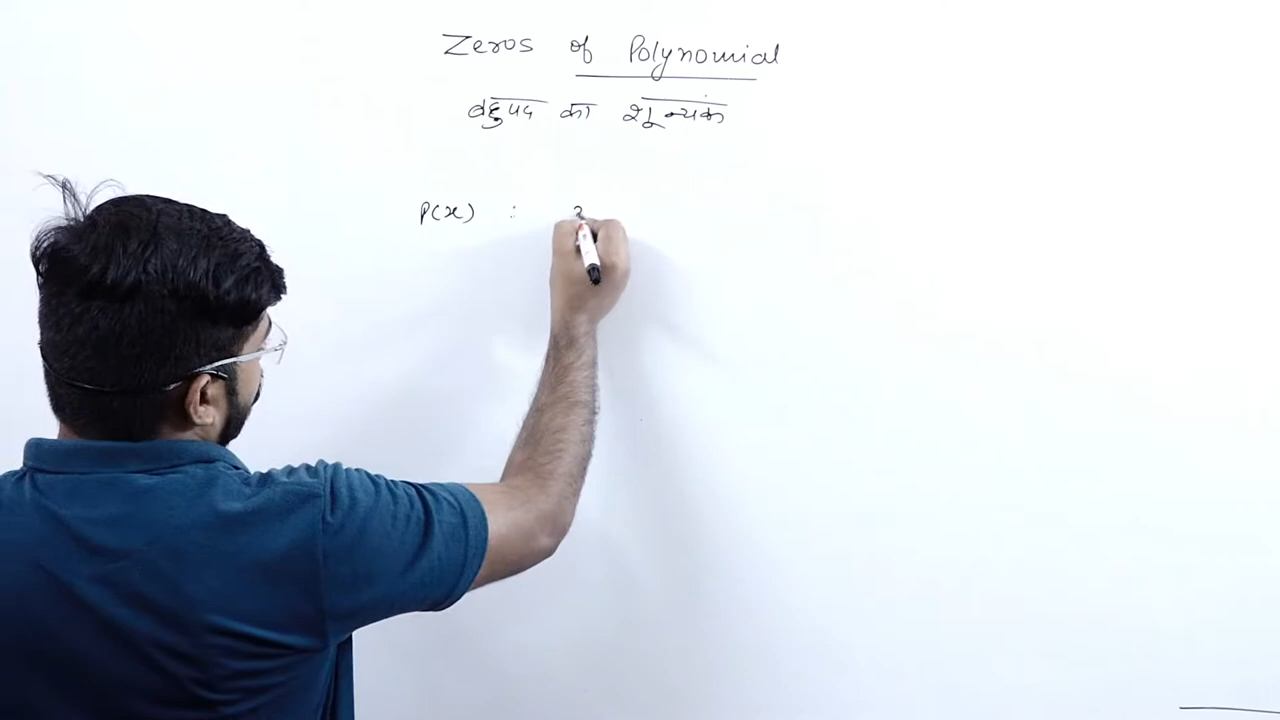 Zeros of Polynomial
बहुपद का शून्यक
P(x) :